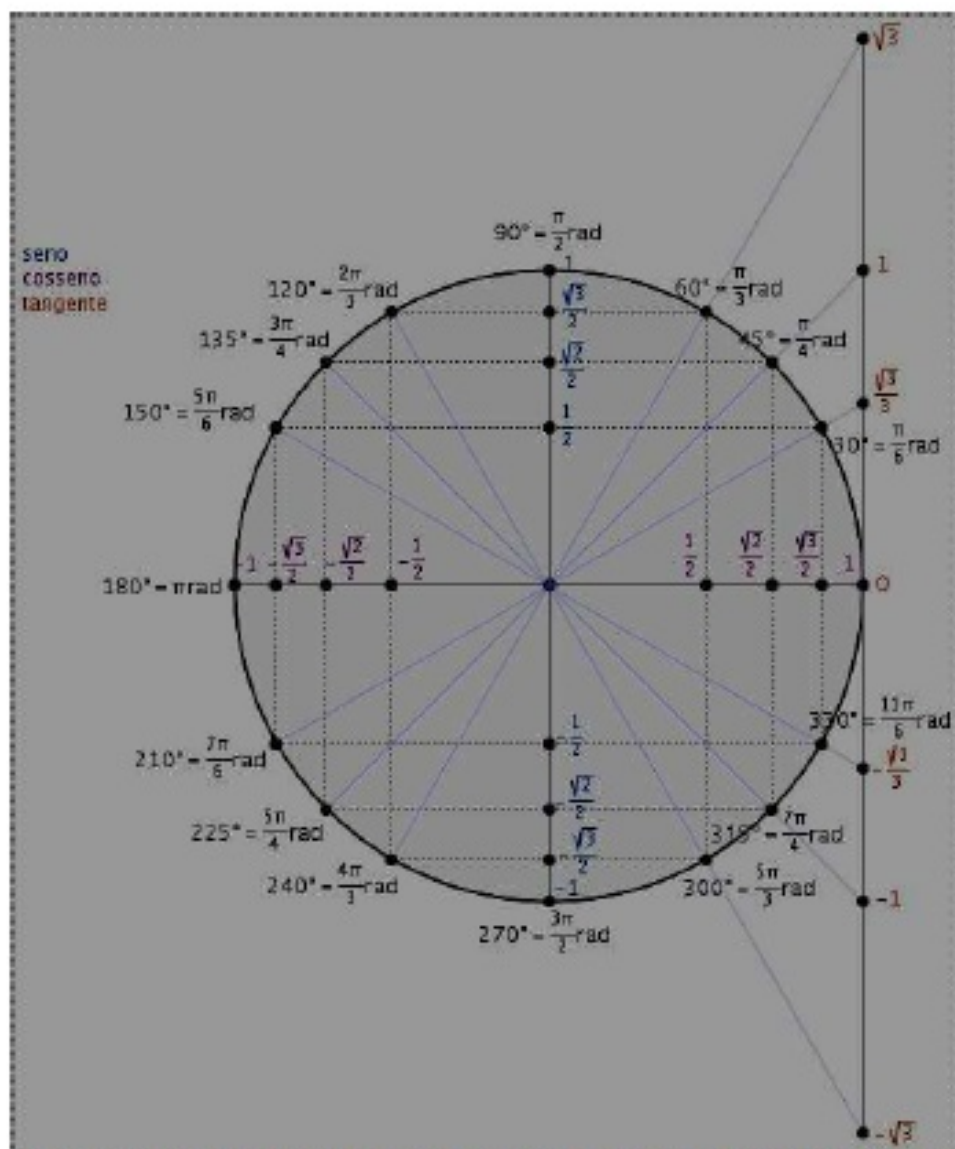 √3
90° = π/2 rad
1
seno
cosseno
tangente
120° = 2π/3 rad
60° = π/3 rad
1
√3/2
135° = 3π/4 rad
45° = π/4 rad
√2/2
√3/3
150° = 5π/6 rad
1/2
30° = π/6 rad
-1
-√3/2
-√2/2
-1/2
1/2
√2/2
√3/2
1
180° = π rad
0
330° = 11π/6 rad
-1/2
210° = 7π/6 rad
-√3/3
-√2/2
225° = 5π/4 rad
315° = 7π/4 rad
-√3/2
240° = 4π/3 rad
300° = 5π/3 rad
-1
-1
270° = 3π/2 rad
-√3